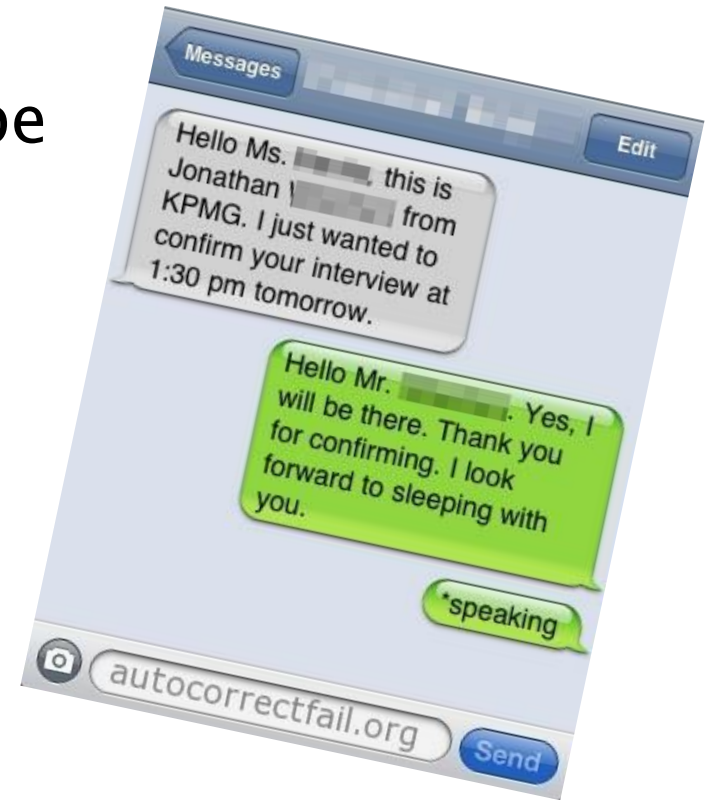 oe
Messages
Edit
Hello Ms. , this is
Jonathan from
KPMG. I just wanted to
confirm your interview at
1:30 pm tomorrow.
Hello Mr. . Yes, I
will be there. Thank you
for confirming. I look
forward to sleeping with
you.
*speaking
autocorrectfail.org
Send